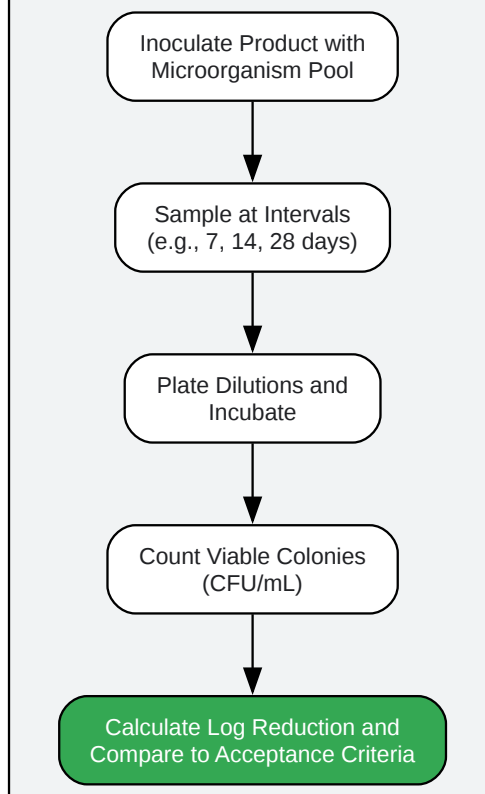 Inoculate Product with
Microorganism Pool
Sample at Intervals
(e.g., 7, 14, 28 days)
Plate Dilutions and
Incubate
Count Viable Colonies
(CFU/mL)
Calculate Log Reduction and
Compare to Acceptance Criteria